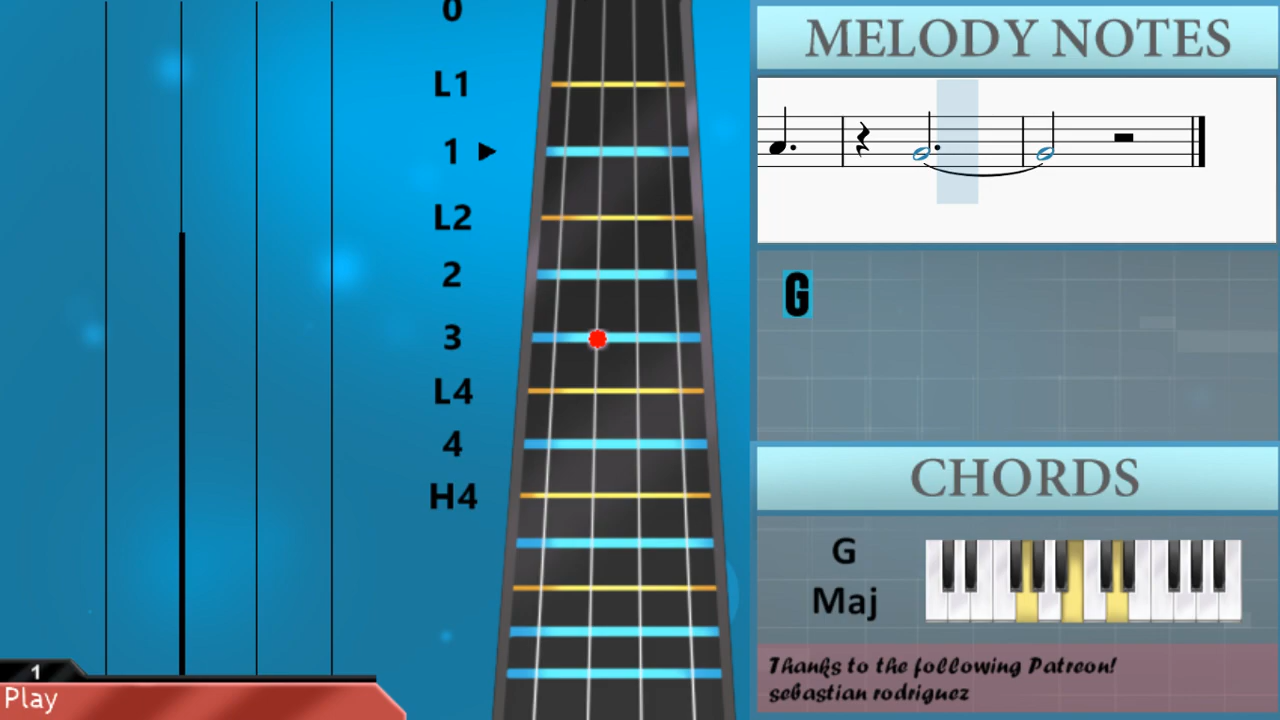 0
L1
1
L2
2
3
L4
4
H4
1
Play
MELODY NOTES
G
CHORDS
G
Maj
Thanks to the following Patreon!
sebastian rodriguez